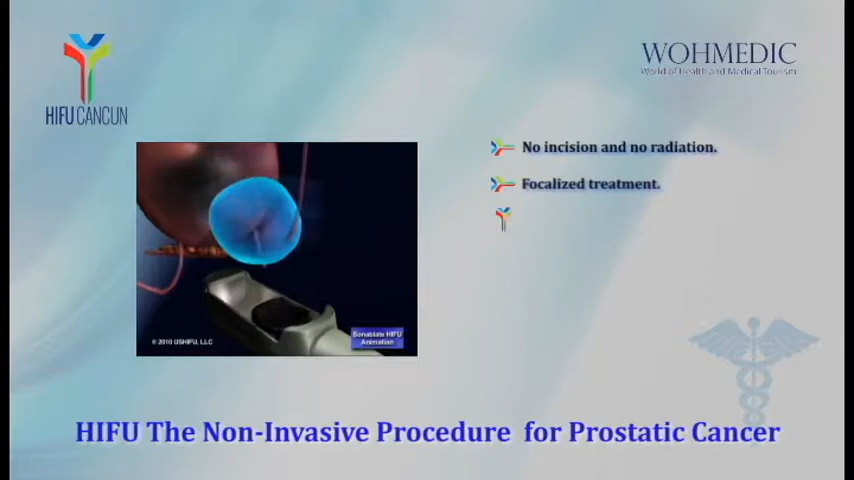 HIFU CANCUN
WOHMEDIC
World of Health and Medical Tourism
No incision and no radiation.
Focalized treatment.
© 2010 USHIFU, LLC
Sonablate HIFU
Animation
HIFU The Non-Invasive Procedure for Prostatic Cancer